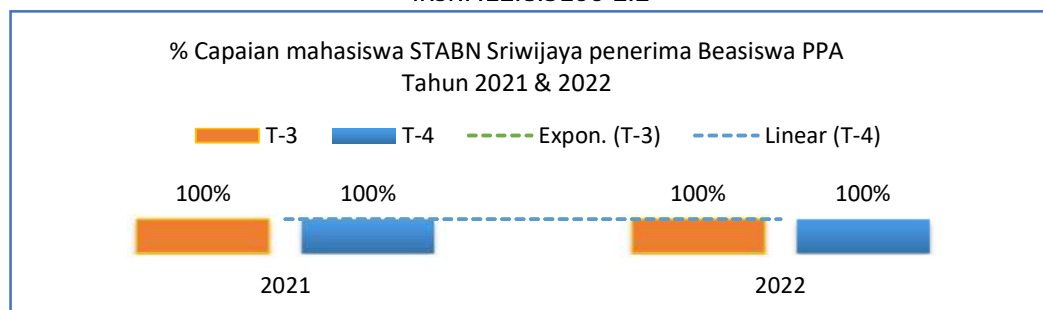 % Capaian mahasiswa STABN Sriwijaya penerima Beasiswa PPA
Tahun 2021 & 2022
T-3 T-4 Expon. (T-3) Linear (T-4)
100% 100% 100% 100%
2021 2022